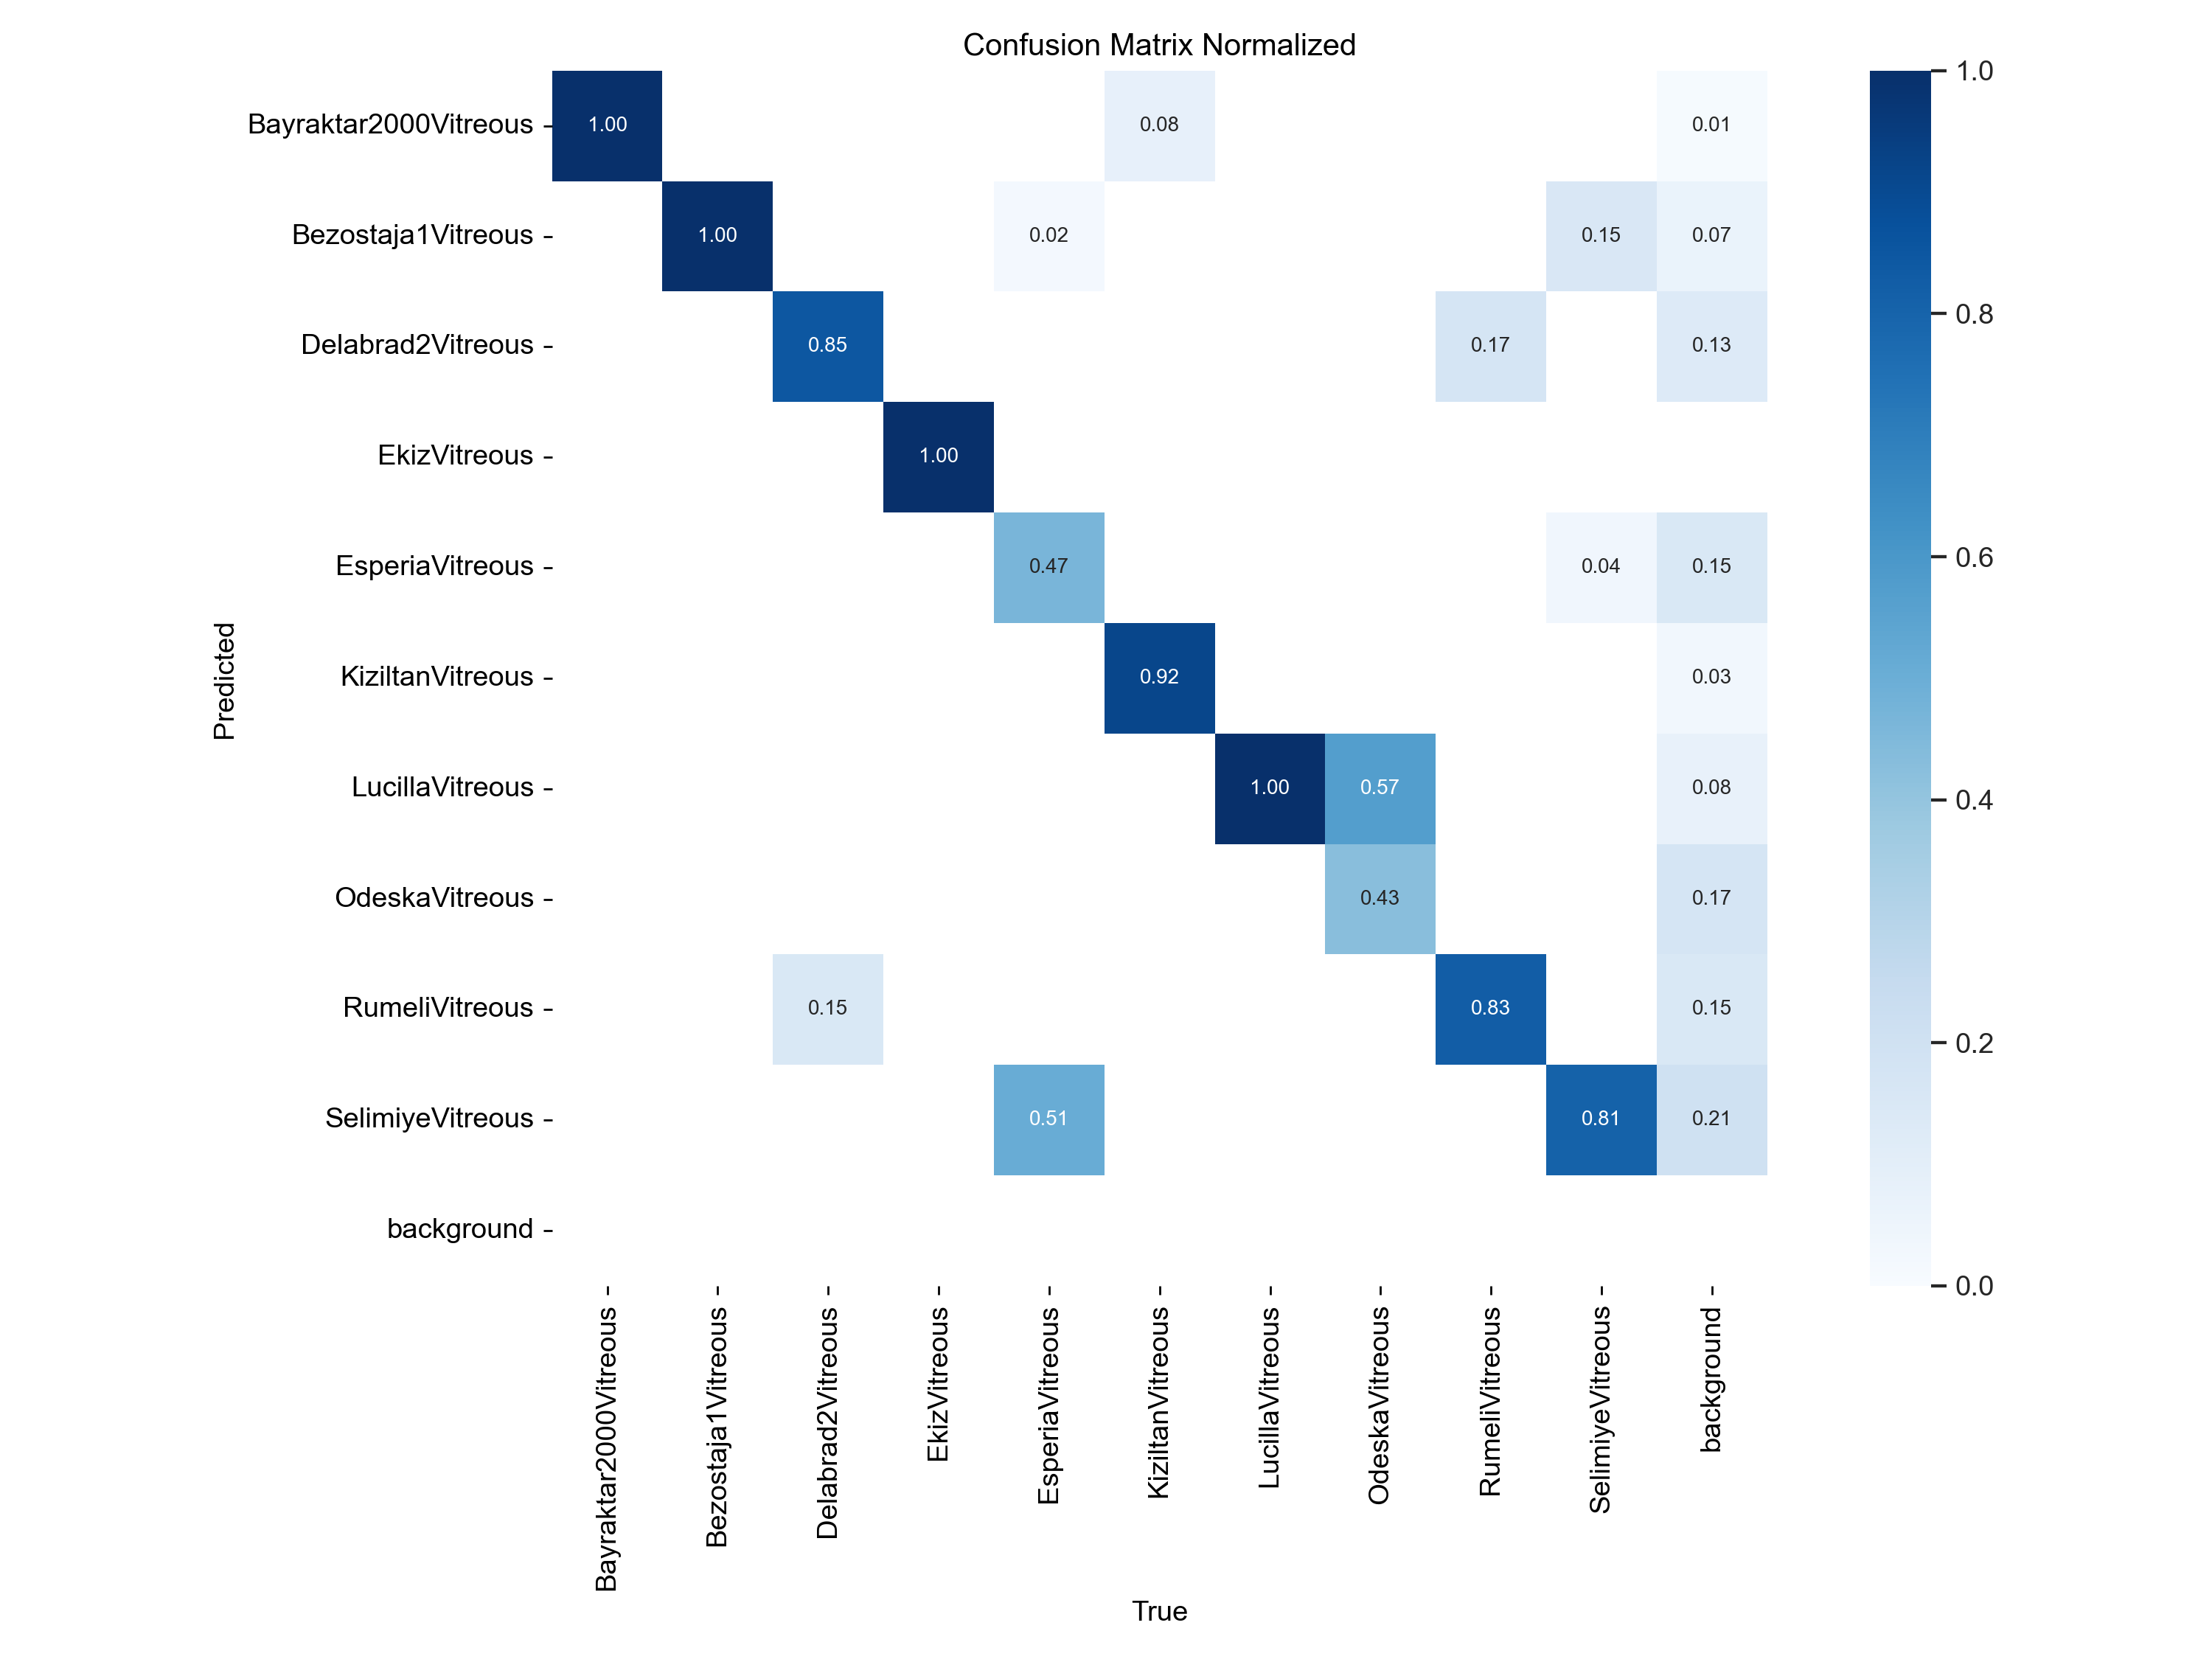 Confusion Matrix Normalized
Bayraktar2000Vitreous 1.00 0.08 0.01
Bezostaja1Vitreous 1.00 0.02 0.15 0.07
Delabrad2Vitreous 0.85 0.17 0.13
EkizVitreous 1.00
EsperiaVitreous 0.47 0.04 0.15
KiziltanVitreous 0.92 0.03
LucillaVitreous 1.00 0.57 0.08
OdeskaVitreous 0.43 0.17
RumeliVitreous 0.15 0.83 0.15
SelimiyeVitreous 0.51 0.81 0.21
background
Predicted
Bayraktar2000Vitreous
Bezostaja1Vitreous
Delabrad2Vitreous
EkizVitreous
EsperiaVitreous
KiziltanVitreous
LucillaVitreous
OdeskaVitreous
RumeliVitreous
SelimiyeVitreous
background
True
1.0
0.8
0.6
0.4
0.2
0.0